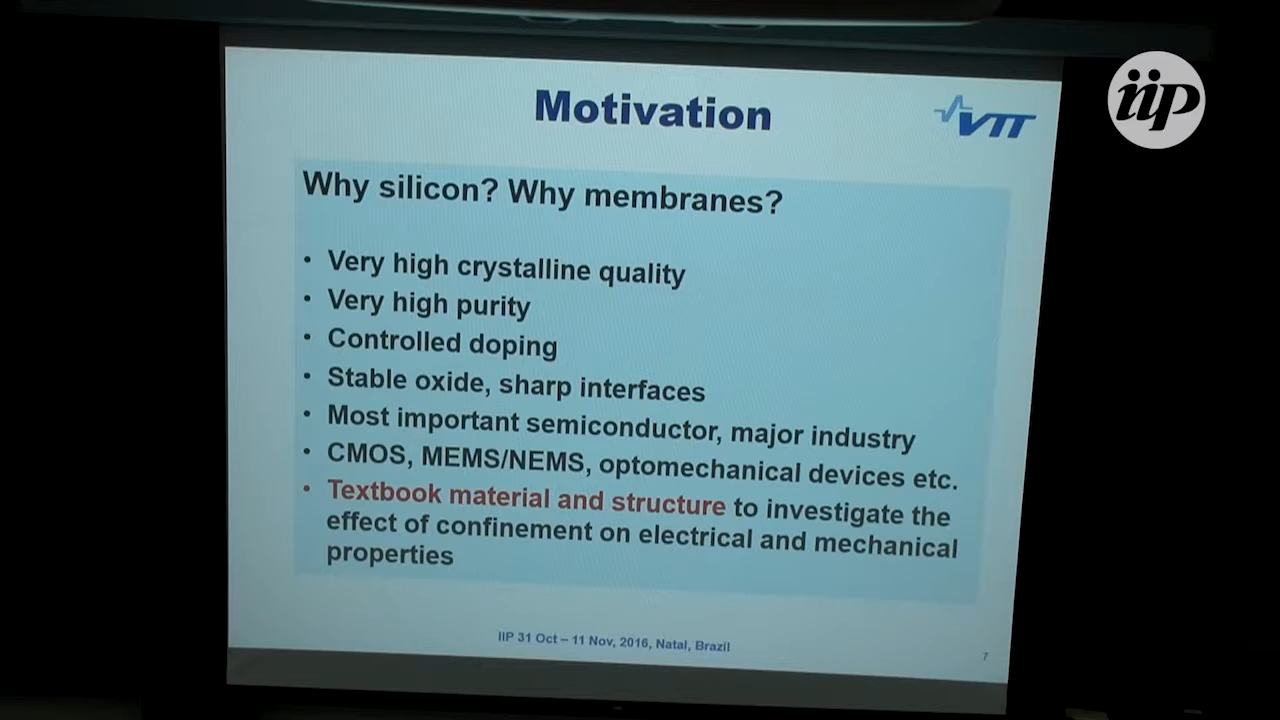 Motivation
VTT
iip
Why silicon? Why membranes?
• Very high crystalline quality
• Very high purity
• Controlled doping
• Stable oxide, sharp interfaces
• Most important semiconductor, major industry
• CMOS, MEMS/NEMS, optomechanical devices etc.
• Textbook material and structure to investigate the
effect of confinement on electrical and mechanical
properties
IIP 31 Oct – 11 Nov, 2016, Natal, Brazil
7